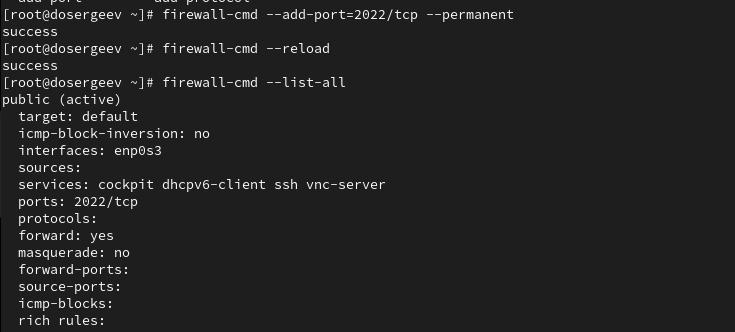 [root@dosergeev ~]# firewall-cmd --add-port=2022/tcp --permanent
success
[root@dosergeev ~]# firewall-cmd --reload
success
[root@dosergeev ~]# firewall-cmd --list-all
public (active)
  target: default
  icmp-block-inversion: no
  interfaces: enp0s3
  sources:
  services: cockpit dhcpv6-client ssh vnc-server
  ports: 2022/tcp
  protocols:
  forward: yes
  masquerade: no
  forward-ports:
  source-ports:
  icmp-blocks:
  rich rules: